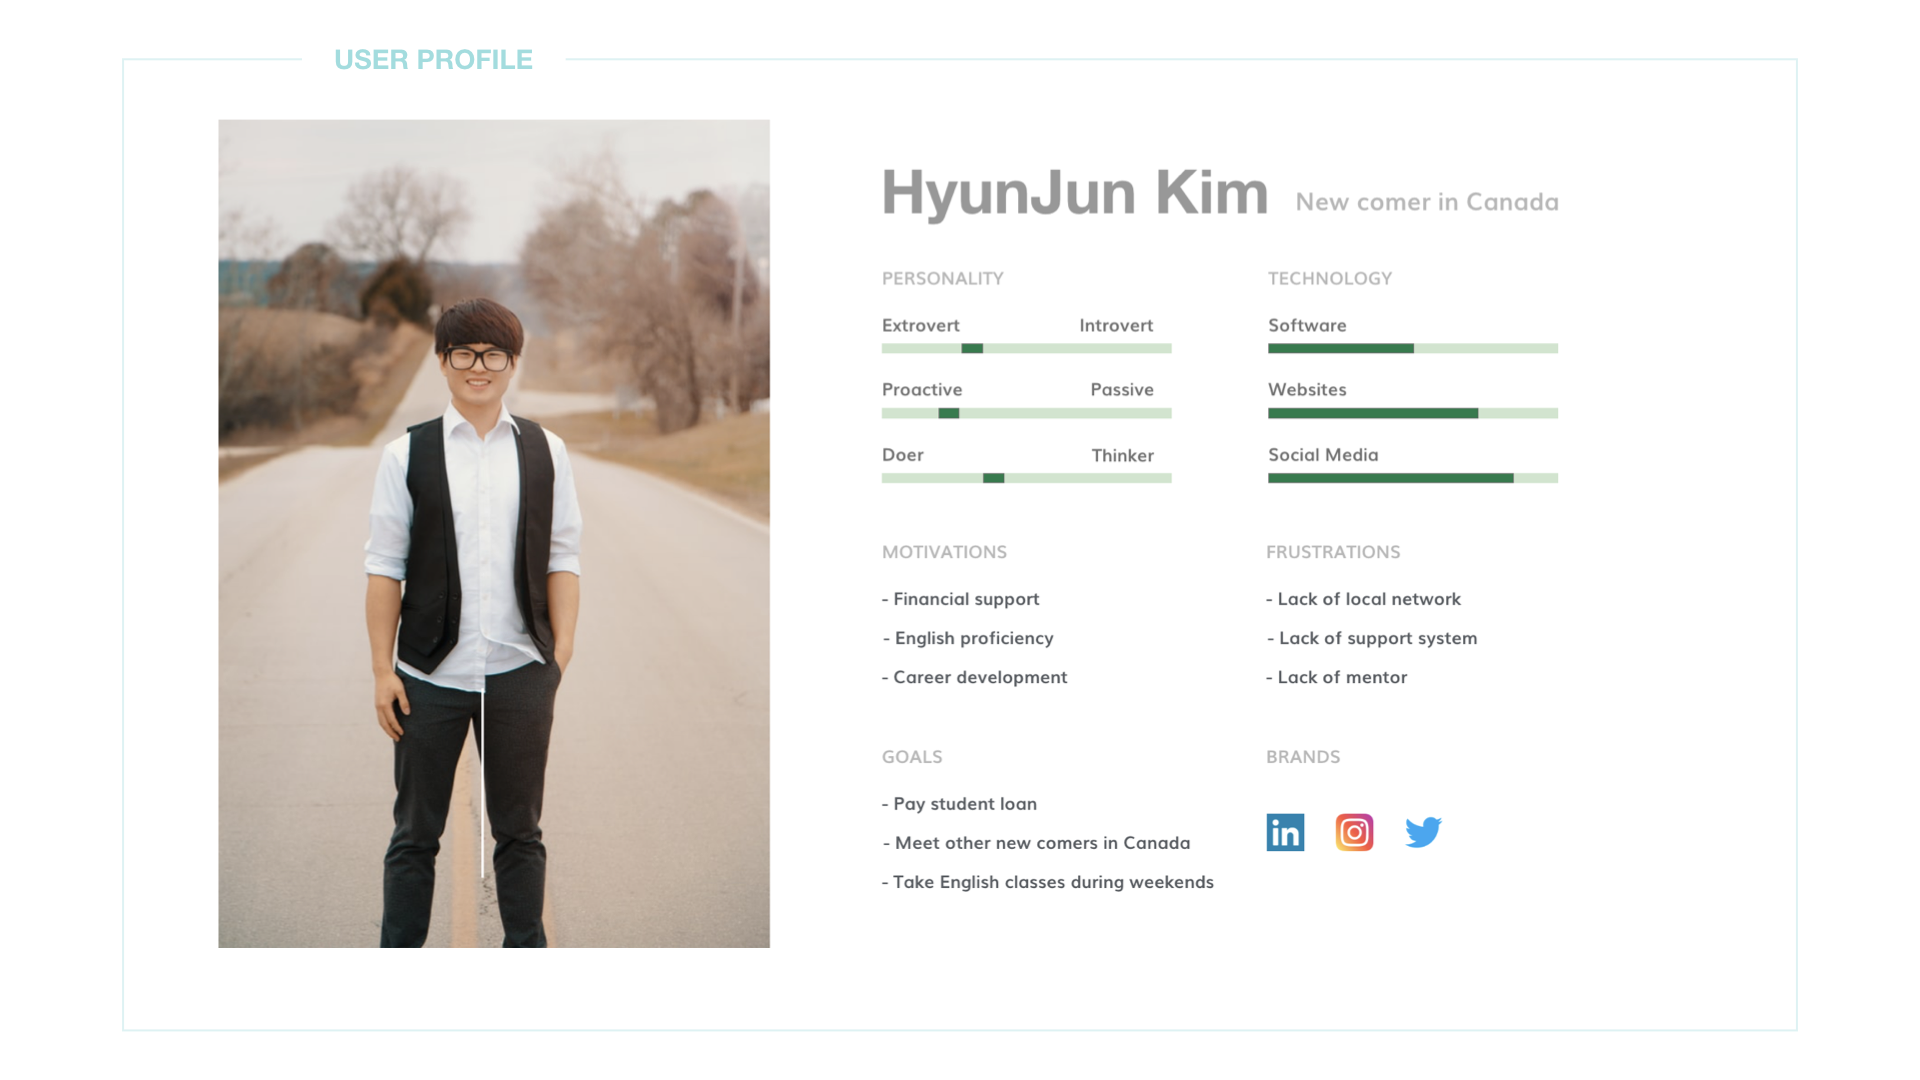 USER PROFILE
HyunJun Kim New comer in Canada
PERSONALITY
Extrovert Introvert
Proactive Passive
Doer Thinker
TECHNOLOGY
Software
Websites
Social Media
MOTIVATIONS
- Financial support
- English proficiency
- Career development
FRUSTRATIONS
- Lack of local network
- Lack of support system
- Lack of mentor
GOALS
- Pay student loan
- Meet other new comers in Canada
- Take English classes during weekends
BRANDS
in